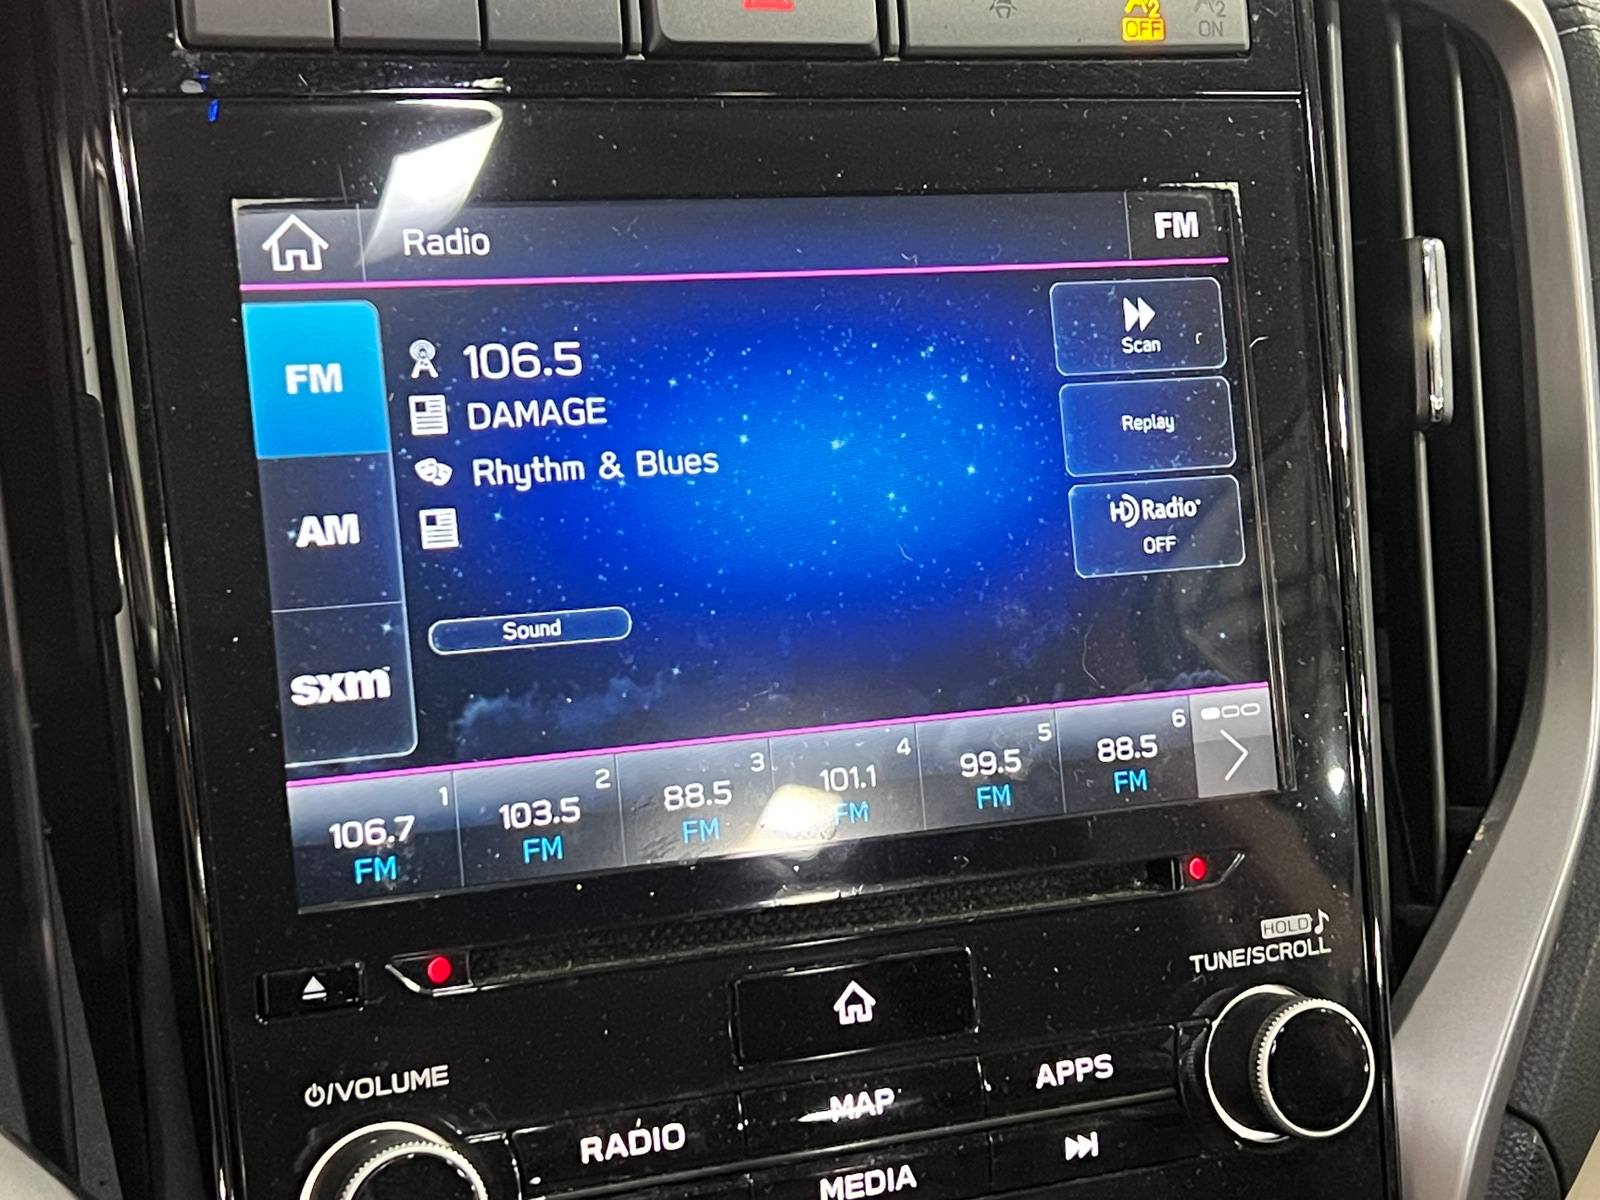 2
OFF
2
ON
Radio
FM
FM
106.5
Scan
DAMAGE
Replay
Rhythm & Blues
HD Radio
OFF
AM
Sound
sxm
1
106.7
FM
2
103.5
FM
3
88.5
FM
4
101.1
FM
5
99.5
FM
6
88.5
FM
HOLD
TUNE/SCROLL
/VOLUME
APPS
MAP
RADIO
MEDIA